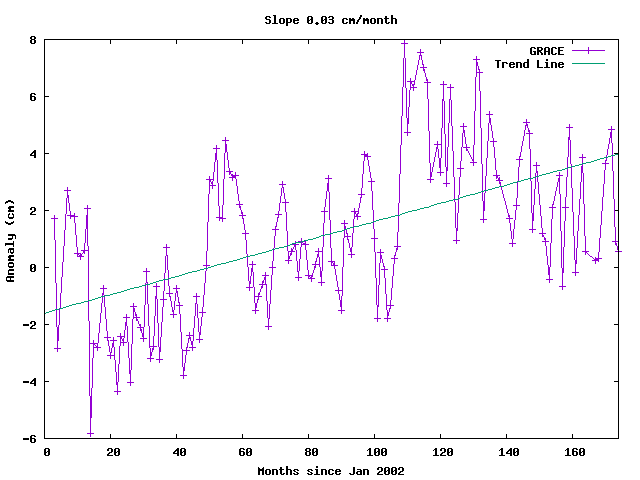 Slope 0.03 cm/month
GRACE
Trend Line
8
6
4
2
0
-2
-4
-6
Anomaly (cm)
0 20 40 60 80 100 120 140 160
Months since Jan 2002